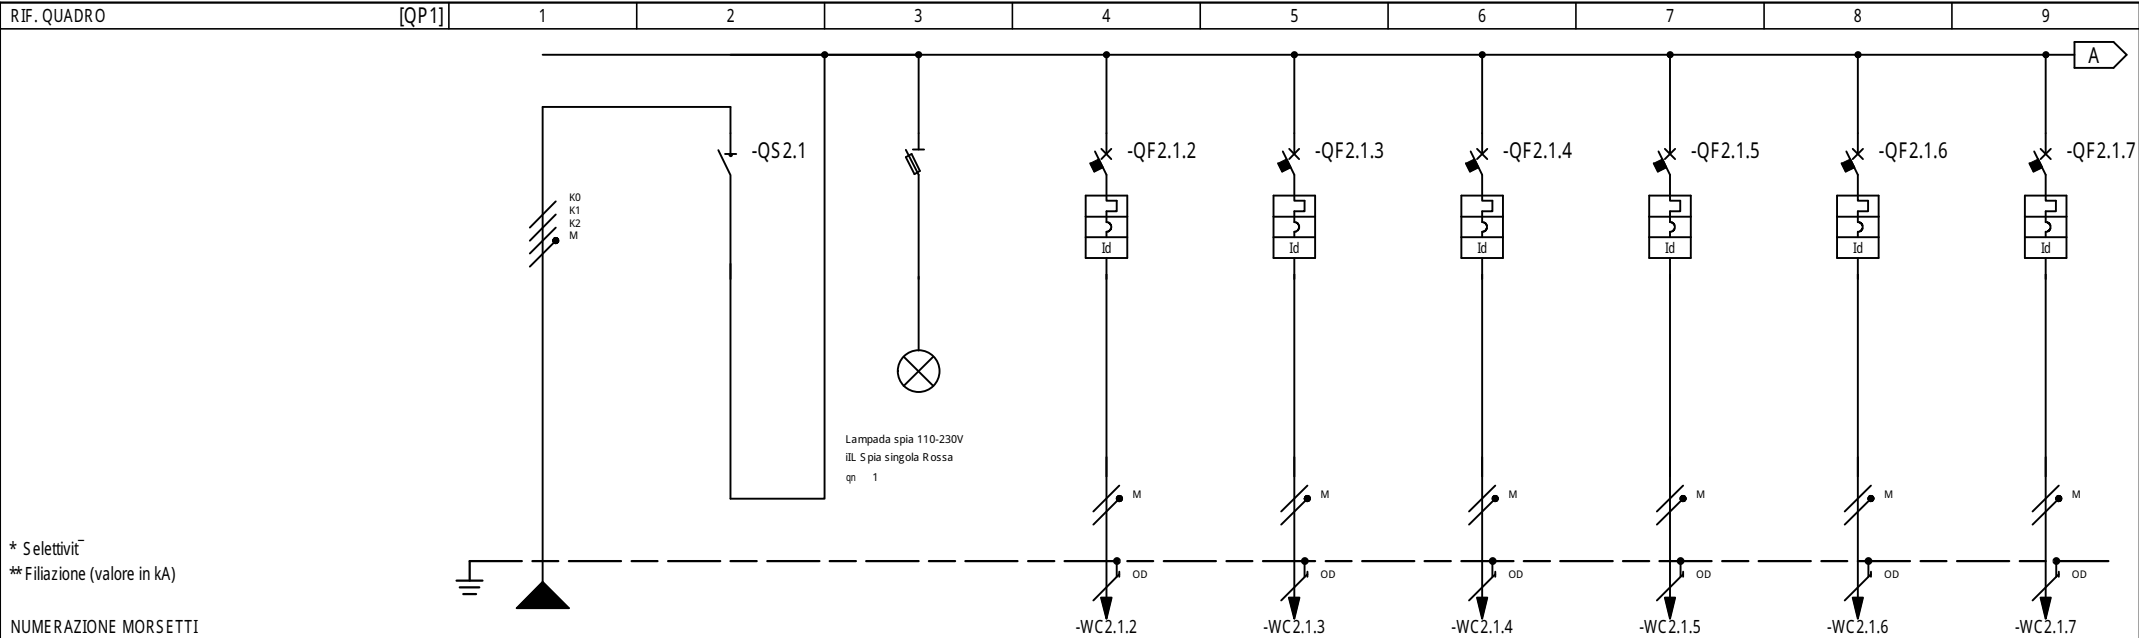 RIF. QUADRO [QP1] 1 2 3 4 5 6 7 8 9
A
-QS2.1 -QF2.1.2 -QF2.1.3 -QF2.1.4 -QF2.1.5 -QF2.1.6 -QF2.1.7
K0
K1
K2
M
Id Id Id Id Id Id
Lampada spia 110-230V
iIL Spia singola Rossa
qn 1
M M M M M M
* Selettivit¯
** Filiazione (valore in kA)
OD OD OD OD OD OD
NUMERAZIONE MORSETTI -WC2.1.2 -WC2.1.3 -WC2.1.4 -WC2.1.5 -WC2.1.6 -WC2.1.7